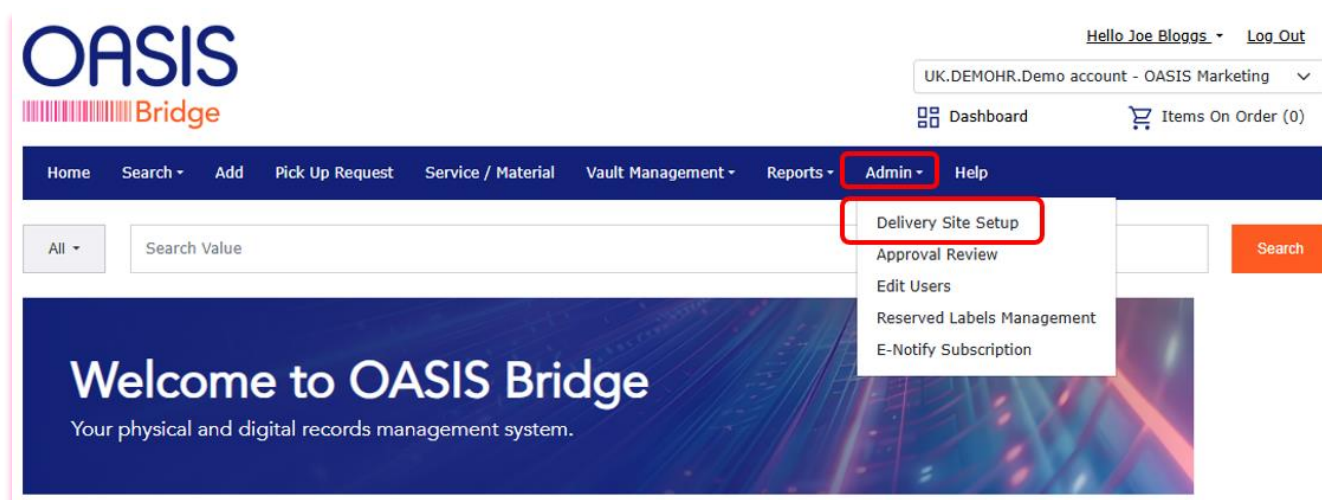 OASIS
Bridge
Hello Joe Bloggs Log Out
UK.DEMOHR.Demo account - OASIS Marketing
Dashboard Items On Order (0)
Home Search Add Pick Up Request Service / Material Vault Management Reports Admin Help
All Search Value Search
Delivery Site Setup
Approval Review
Edit Users
Reserved Labels Management
E-Notify Subscription
Welcome to OASIS Bridge
Your physical and digital records management system.